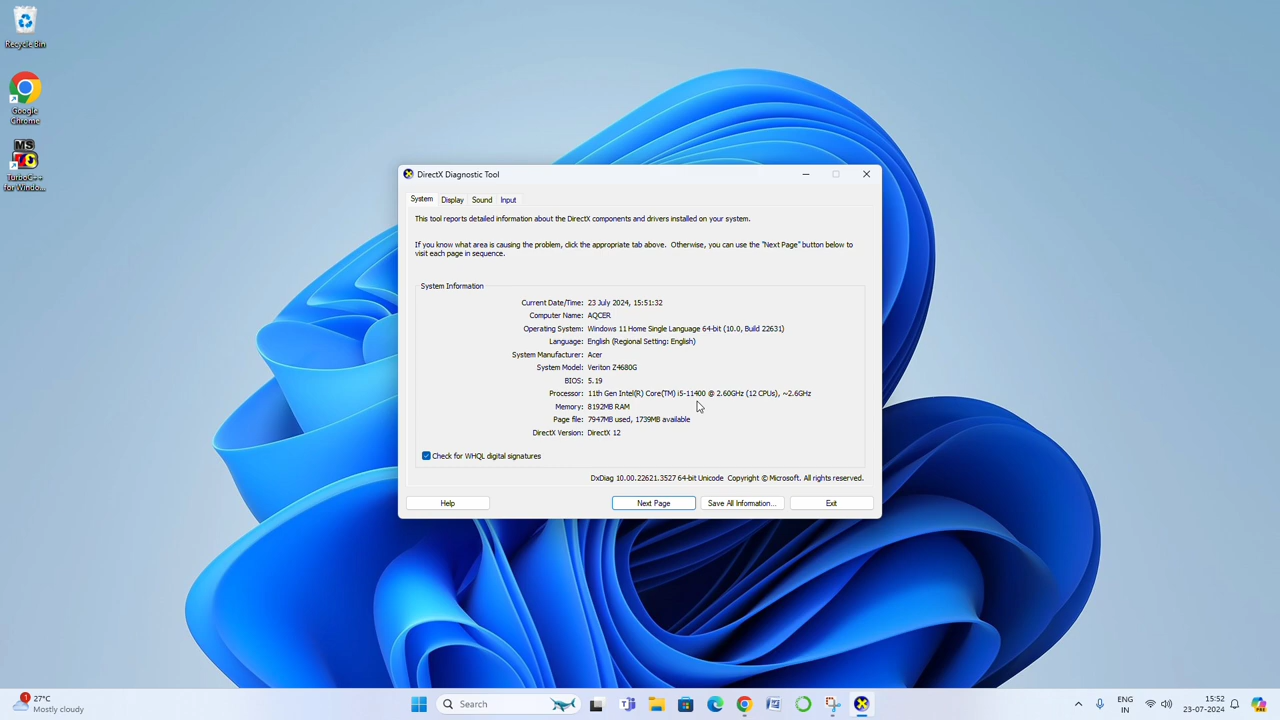 Recycle Bin
Google
Chrome
MS
TurboC++
for Windo...
DirectX Diagnostic Tool
System Display Sound Input
This tool reports detailed information about the DirectX components and drivers installed on your system.
If you know what area is causing the problem, click the appropriate tab above.  Otherwise, you can use the "Next Page" button below to
visit each page in sequence.
System Information
Current Date/Time: 23 July 2024, 15:51:32
Computer Name: AQCER
Operating System: Windows 11 Home Single Language 64-bit (10.0, Build 22631)
Language: English (Regional Setting: English)
System Manufacturer: Acer
System Model: Veriton Z4680G
BIOS: 5.19
Processor: 11th Gen Intel(R) Core(TM) i5-11400 @ 2.60GHz (12 CPUs), ~2.6GHz
Memory: 8192MB RAM
Page file: 7947MB used, 1739MB available
DirectX Version: DirectX 12
Check for WHQL digital signatures
DxDiag 10.00.22621.3527 64-bit Unicode  Copyright © Microsoft. All rights reserved.
Help Next Page Save All Information... Exit
1
27°C
Mostly cloudy
Search
ENG
IN
15:52
23-07-2024